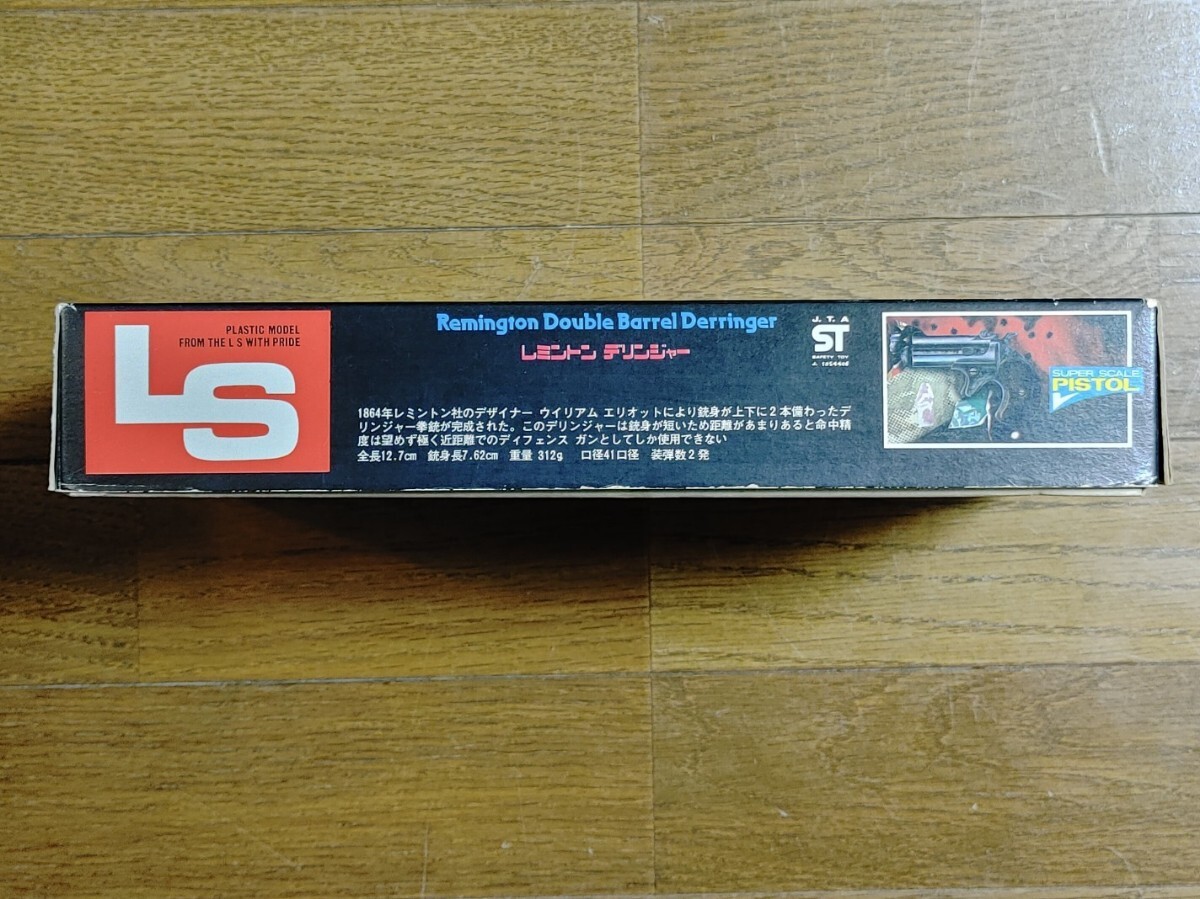 LS
PLASTIC MODEL
FROM THE L S WITH PRIDE
Remington Double Barrel Derringer
レミントン デリンジャー
1864年レミントン社のデザイナー ウイリアム エリオットにより銃身が上下に2本備わったデ
リンジャー拳銃が完成された。このデリンジャーは銃身が短いため距離があまりあると命中精
度は望めず極く近距離でのディフェンス ガンとしてしか使用できない
全長12.7cm 銃身長7.62cm 重量 312g 口径41口径 装弾数2発
J.T.A
ST
SAFETY TOY
SUPER SCALE
PISTOL